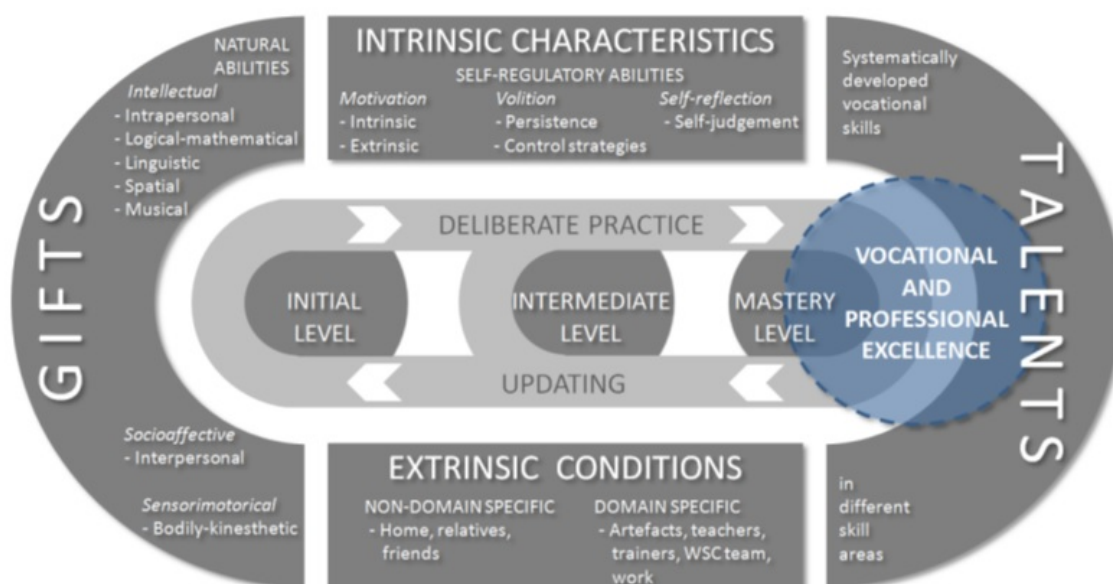 GIFTS
NATURAL
ABILITIES
Intellectual
- Intrapersonal
- Logical-mathematical
- Linguistic
- Spatial
- Musical
Socioaffective
- Interpersonal
Sensorimotorical
- Bodily-kinesthetic
INTRINSIC CHARACTERISTICS
SELF-REGULATORY ABILITIES
Motivation
- Intrinsic
- Extrinsic
Volition
- Persistence
- Control strategies
Self-reflection
- Self-judgement
DELIBERATE PRACTICE
INITIAL
LEVEL
INTERMEDIATE
LEVEL
MASTERY
LEVEL
UPDATING
VOCATIONAL
AND
PROFESSIONAL
EXCELLENCE
EXTRINSIC CONDITIONS
NON-DOMAIN SPECIFIC
- Home, relatives,
friends
DOMAIN SPECIFIC
- Artefacts, teachers,
trainers, WSC team,
work
Systematically
developed
vocational
skills
TALENTS
in
different
skill
areas